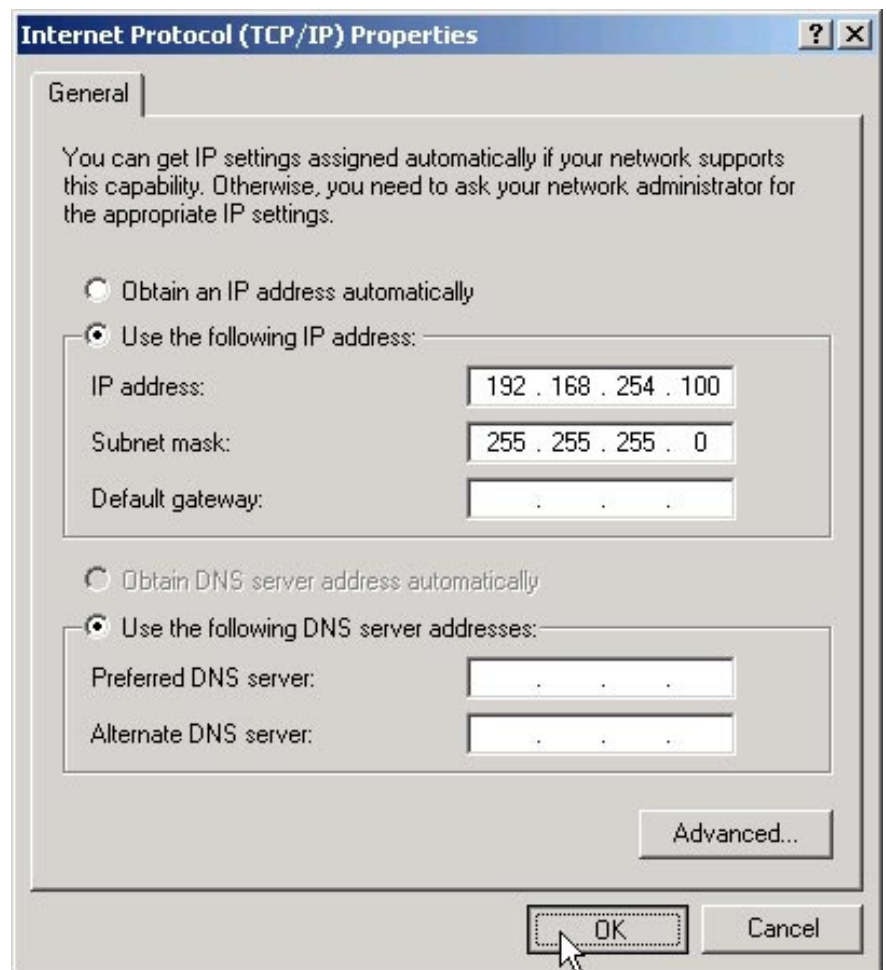 Internet Protocol (TCP/IP) Properties
General
You can get IP settings assigned automatically if your network supports
this capability. Otherwise, you need to ask your network administrator for
the appropriate IP settings.
Obtain an IP address automatically
Use the following IP address:
IP address: 192 . 168 . 254 . 100
Subnet mask: 255 . 255 . 255 . 0
Default gateway: . . .
Obtain DNS server address automatically
Use the following DNS server addresses:
Preferred DNS server: . . .
Alternate DNS server: . . .
Advanced...
OK Cancel